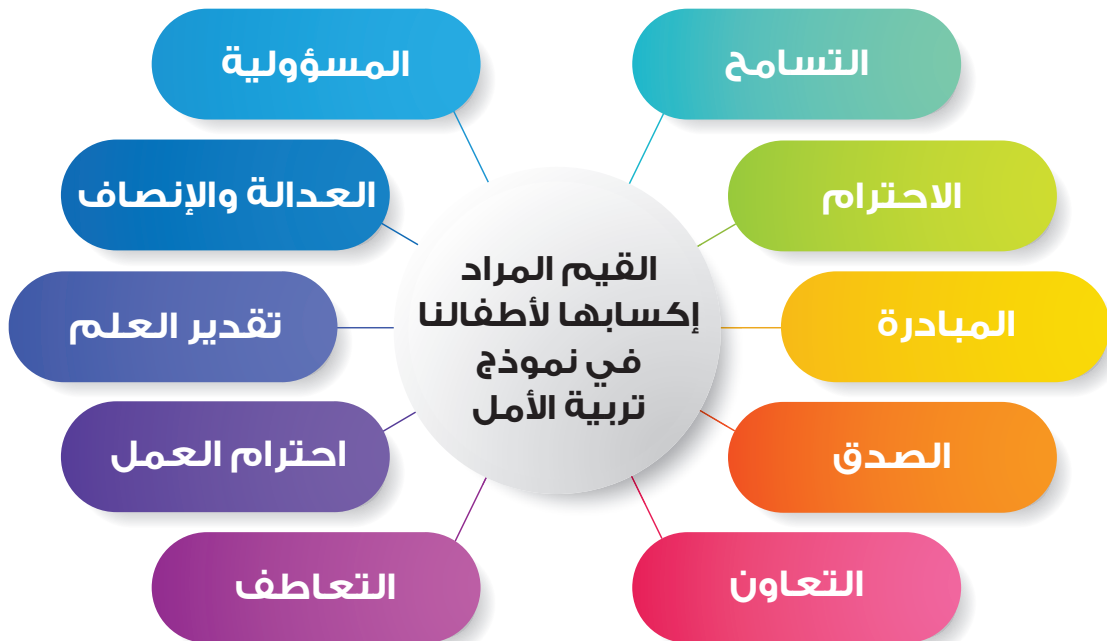 القيم المراد
إكسابها لأطفالنا
في نموذج
تربية الأمل
التسامح
الاحترام
المبادرة
الصدق
التعاون
المسؤولية
العدالة والإنصاف
تقدير العلم
احترام العمل
التعاطف